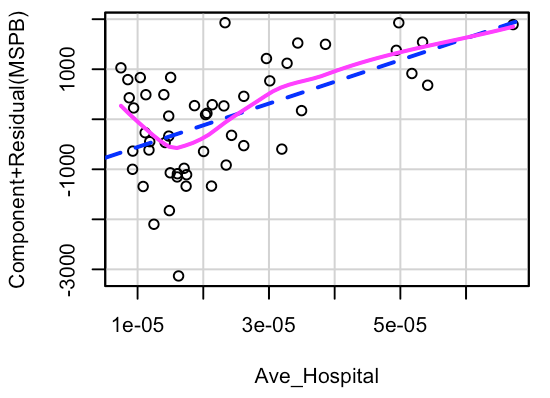 Component+Residual(MSPB)
1000
-1000
-3000
1e-05
3e-05
5e-05
Ave_Hospital